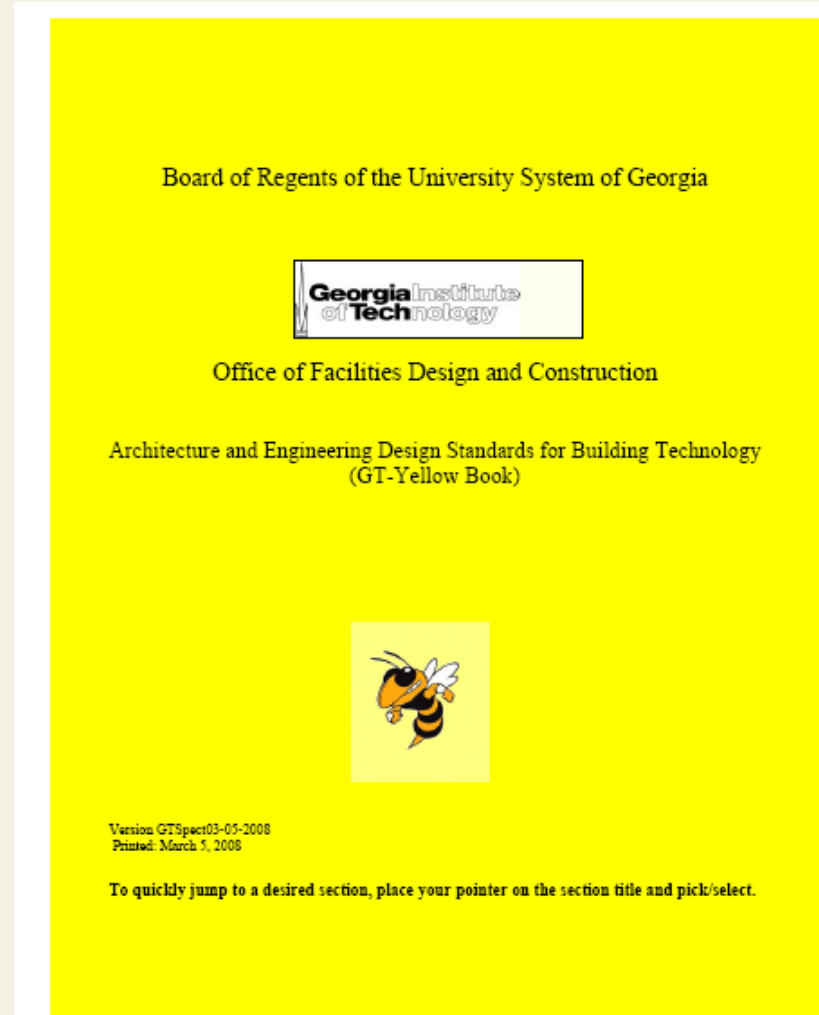 Board of Regents of the University System of Georgia
Georgia Institute
of Technology
Office of Facilities Design and Construction
Architecture and Engineering Design Standards for Building Technology
(GT-Yellow Book)
Version GTSpect03-05-2008
Printed: March 5, 2008
To quickly jump to a desired section, place your pointer on the section title and pick/select.